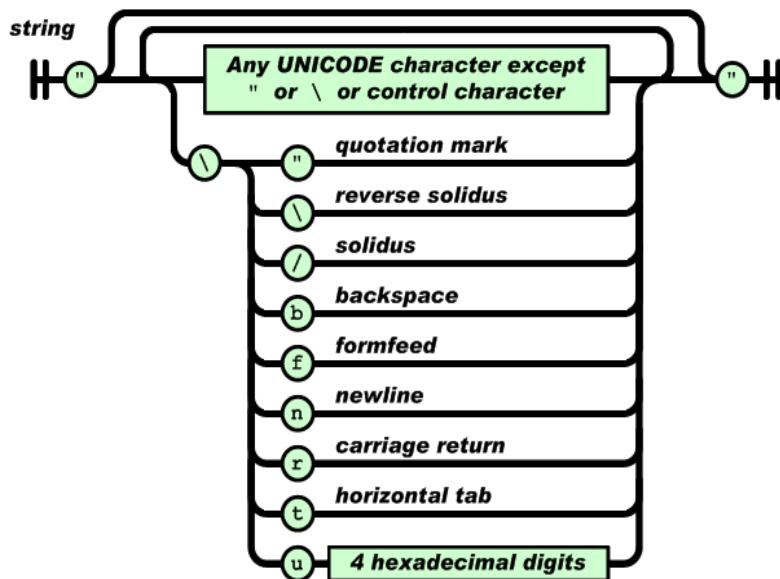 string
" Any UNICODE character except "
" or \ or control character
\ " quotation mark
\ reverse solidus
/ solidus
b backspace
f formfeed
n newline
r carriage return
t horizontal tab
u 4 hexadecimal digits